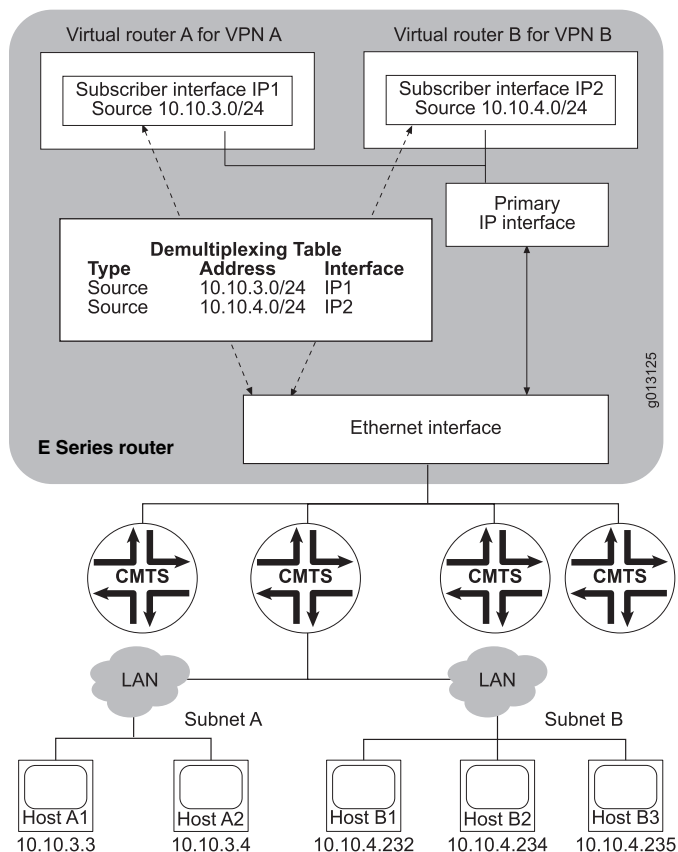 Virtual router A for VPN A
Virtual router B for VPN B
Subscriber interface IP1
Source 10.10.3.0/24
Subscriber interface IP2
Source 10.10.4.0/24
Primary
IP interface
Demultiplexing Table
Type Address Interface
Source 10.10.3.0/24 IP1
Source 10.10.4.0/24 IP2
g013125
Ethernet interface
E Series router
CMTS
CMTS
CMTS
CMTS
LAN
LAN
Subnet A
Subnet B
Host A1
Host A2
Host B1
Host B2
Host B3
10.10.3.3
10.10.3.4
10.10.4.232
10.10.4.234
10.10.4.235